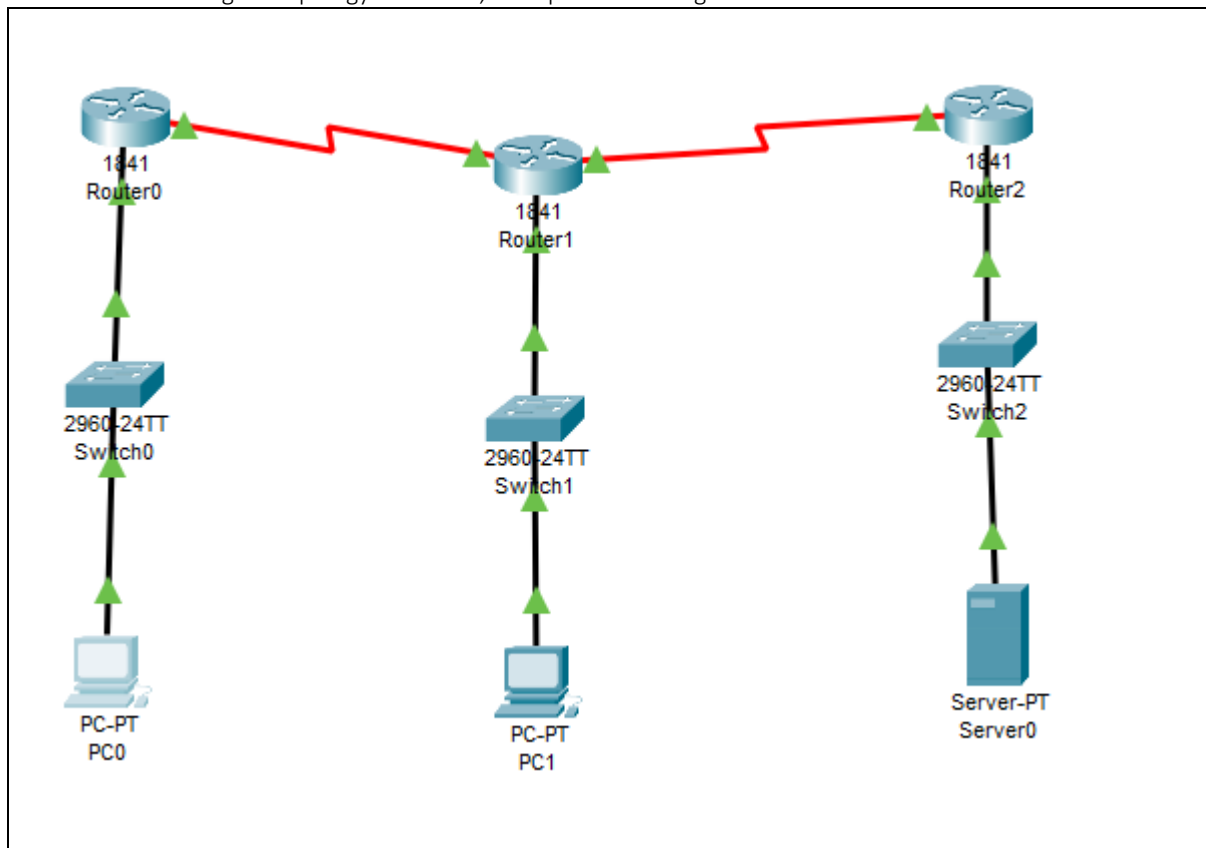 1841
Router0
1841
Router1
1841
Router2
2960-24TT
Switch0
2960-24TT
Switch1
2960-24TT
Switch2
PC-PT
PC0
PC-PT
PC1
Server-PT
Server0